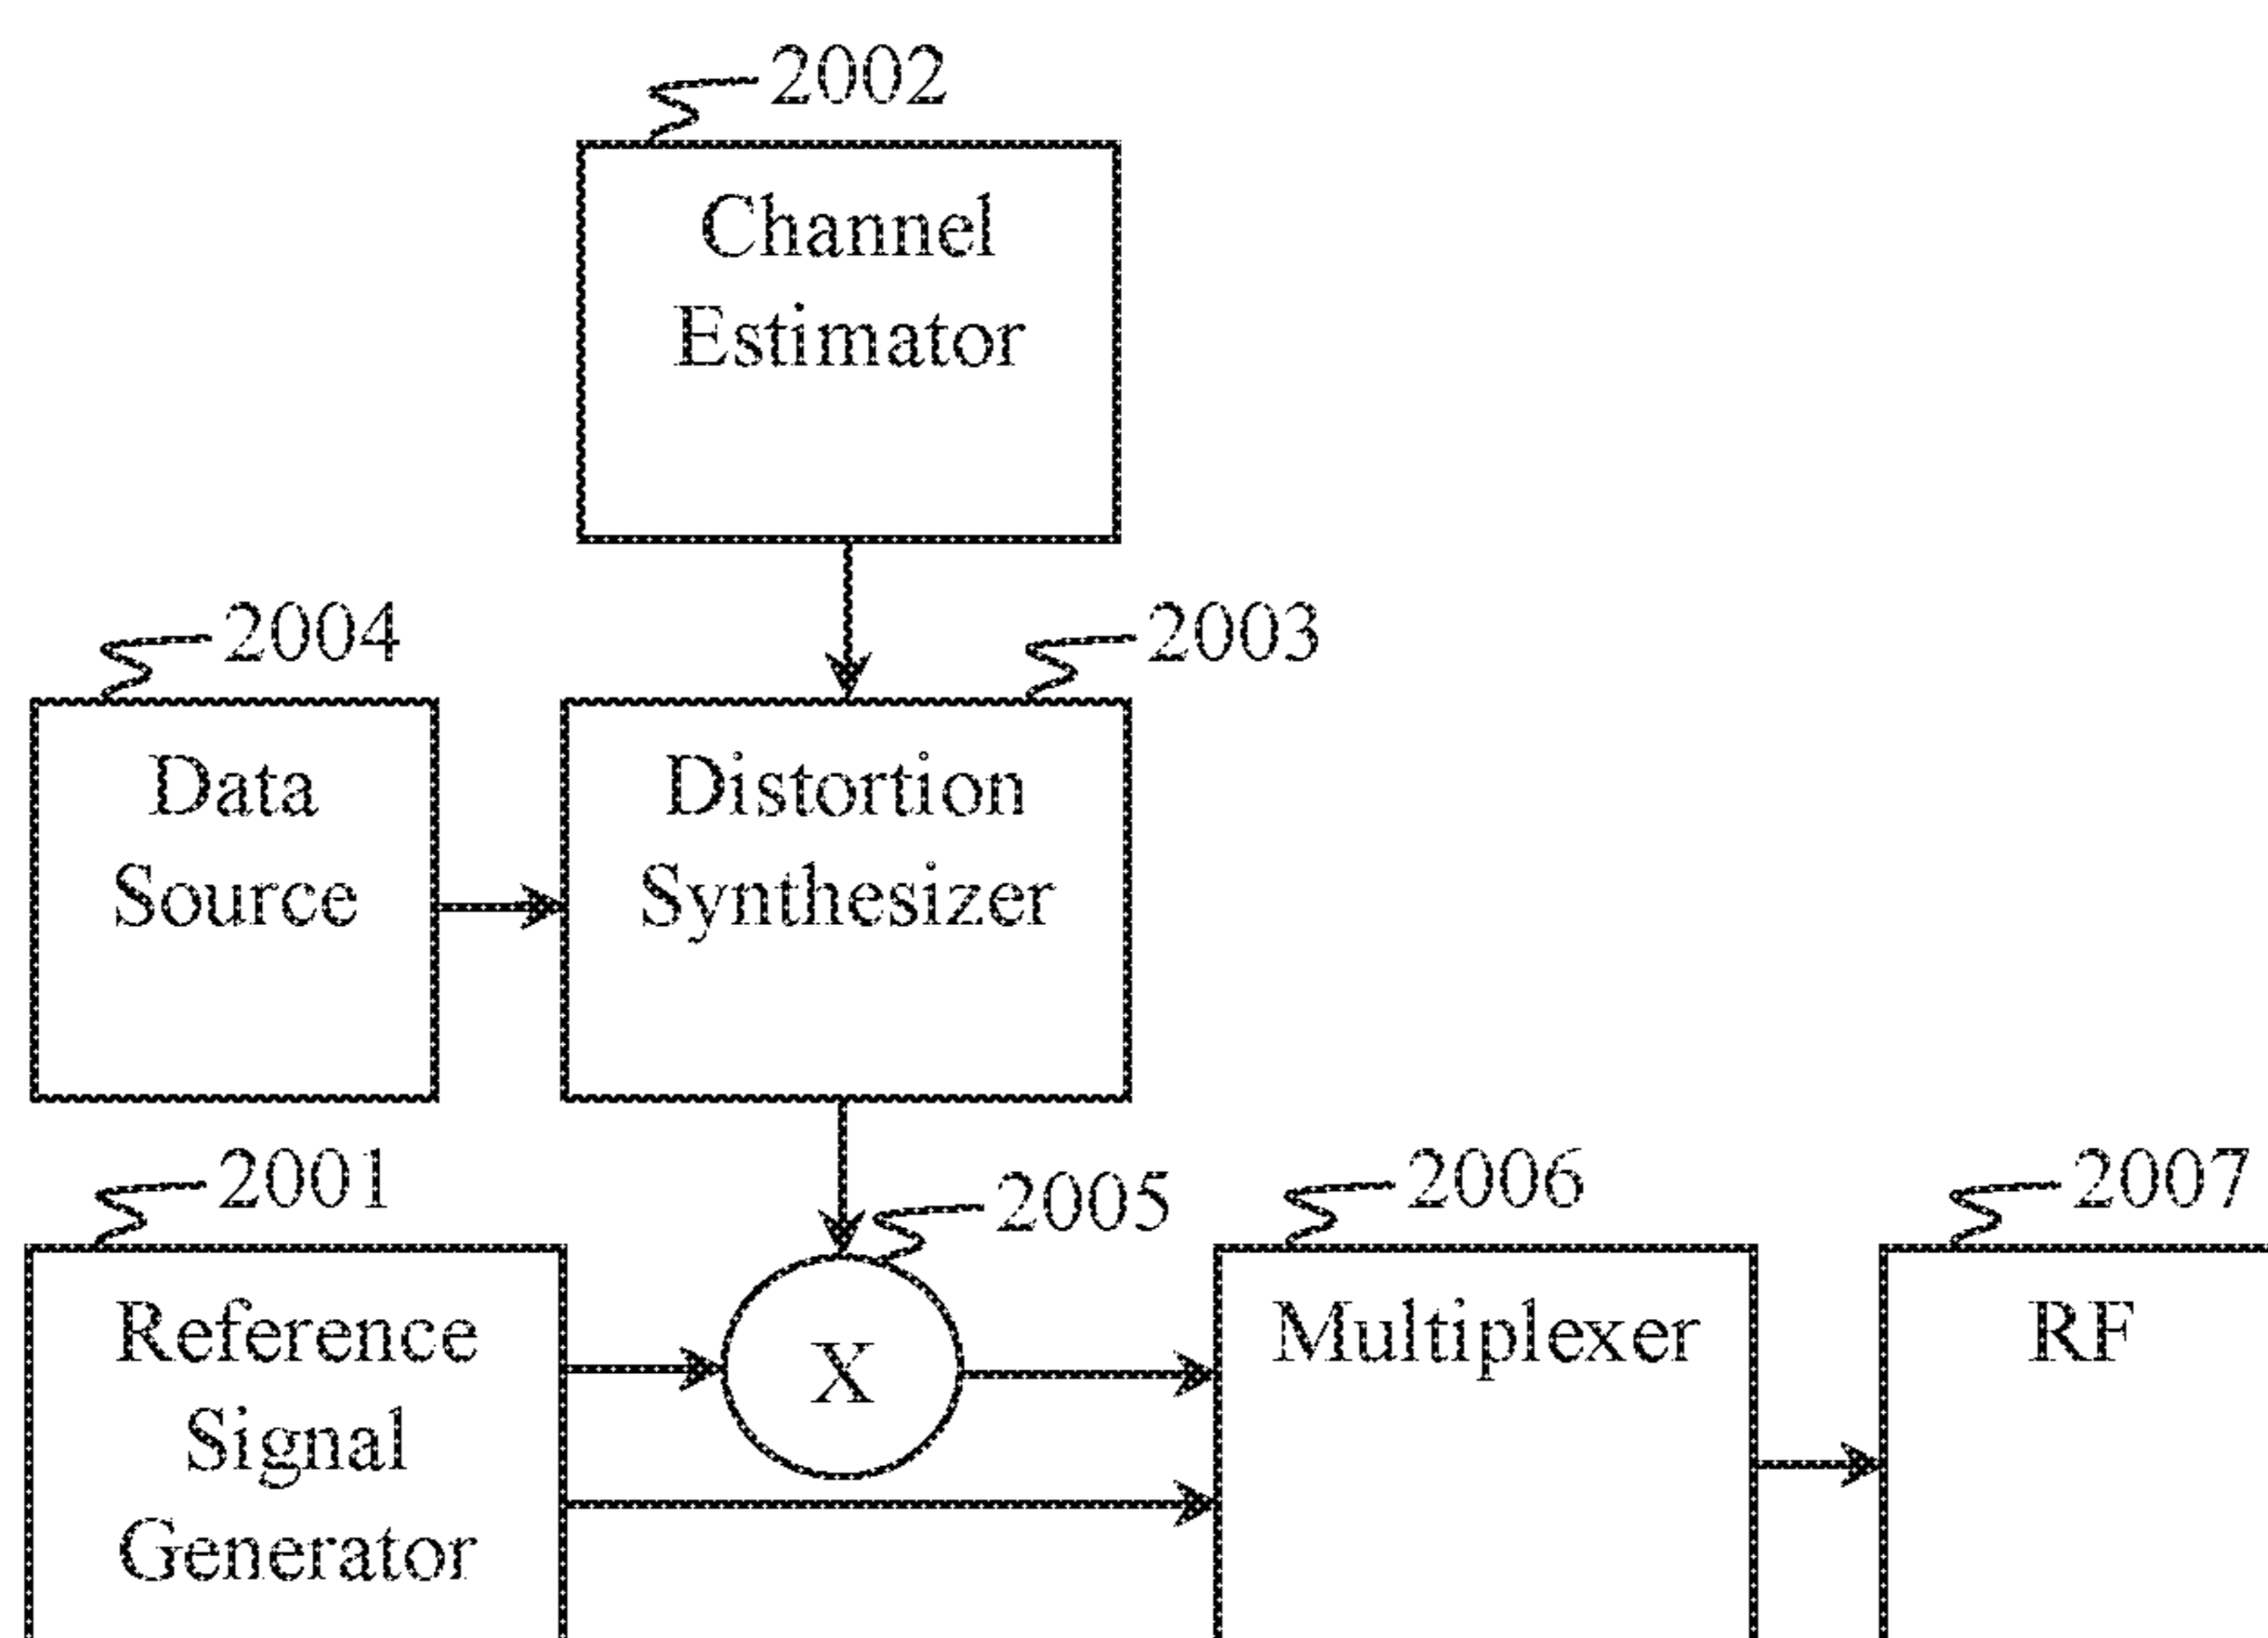 2002
Channel
Estimator
2004
2003
Data
Source
Distortion
Synthesizer
2001
2005
2006
2007
Reference
Signal
Generator
X
Multiplexer
RF